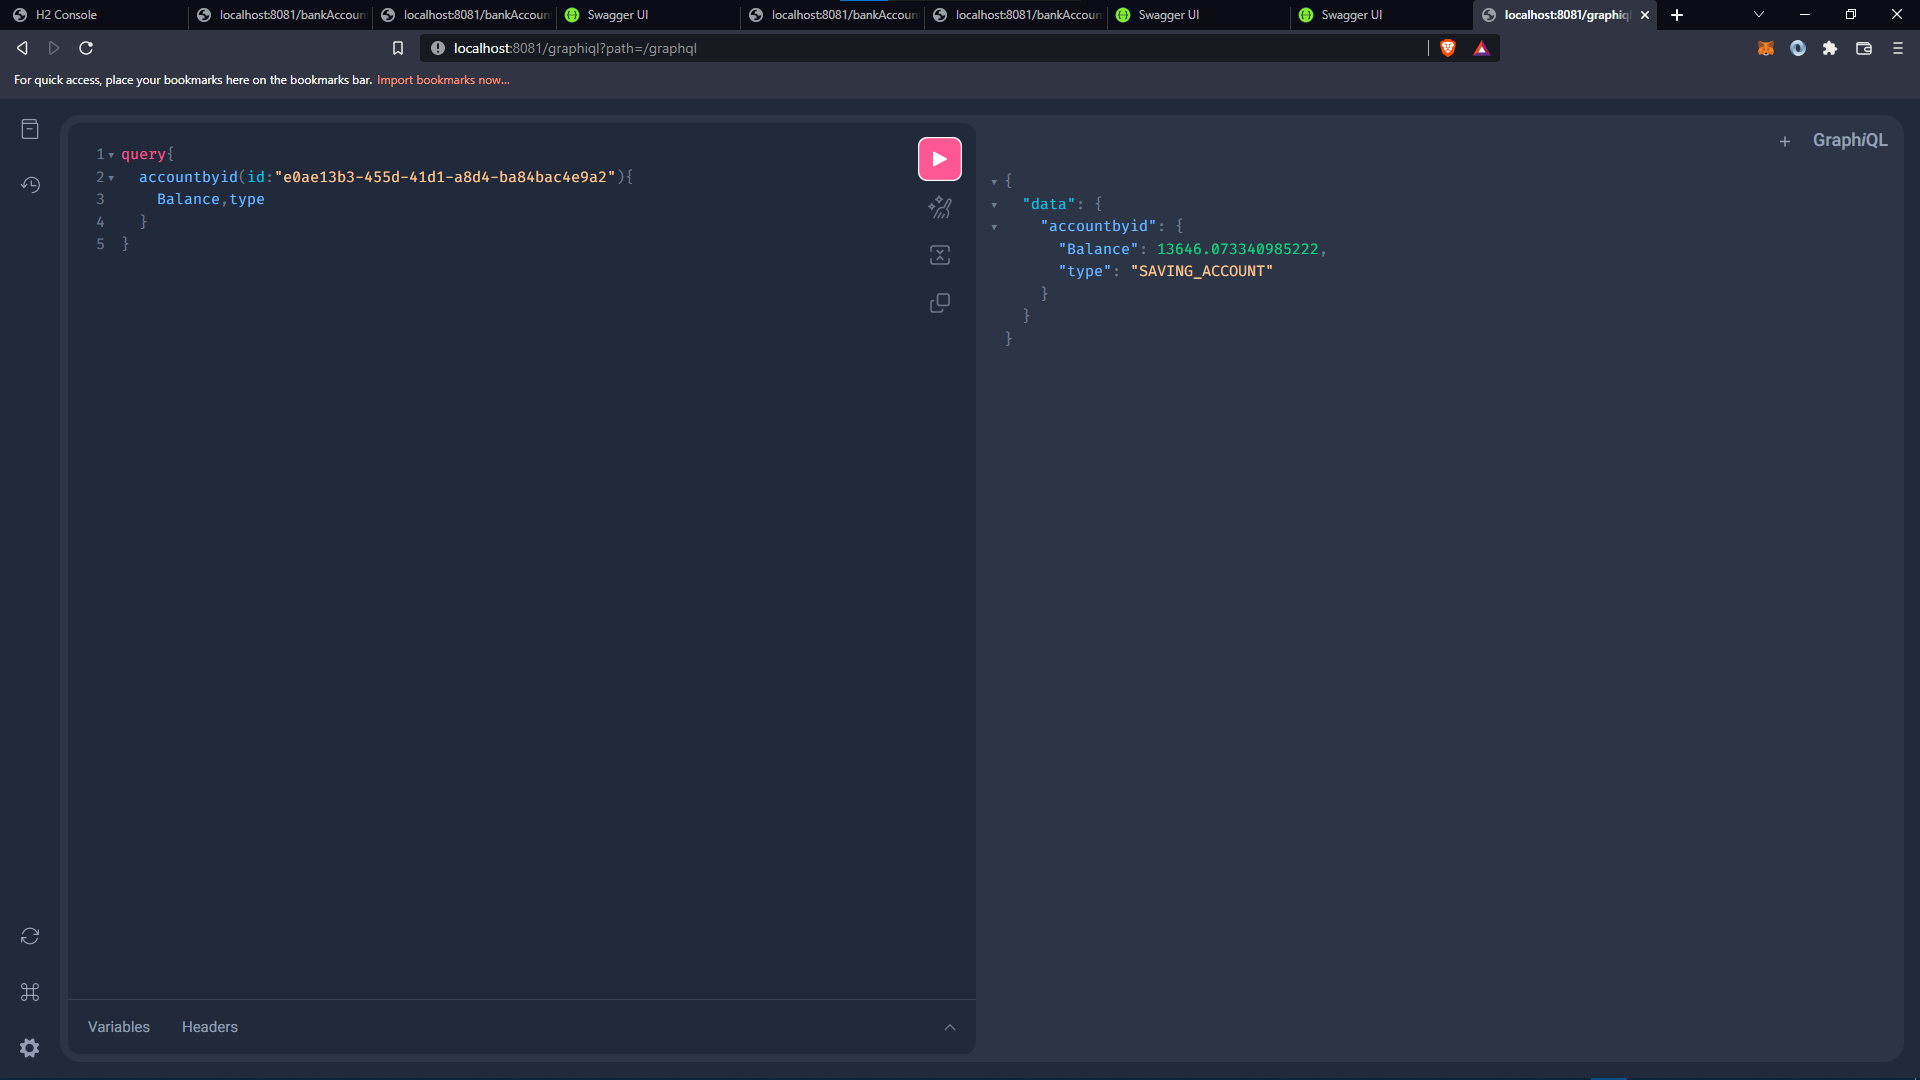 H2 Console
localhost:8081/bankAccoun
localhost:8081/bankAccoun
Swagger UI
localhost:8081/bankAccoun
localhost:8081/bankAccoun
Swagger UI
Swagger UI
localhost:8081/graphiql
localhost:8081/graphiql?path=/graphql
For quick access, place your bookmarks here on the bookmarks bar. Import bookmarks now...
1 query{
2 accountbyid(id:"e0ae13b3-455d-41d1-a8d4-ba84bac4e9a2"){
3 Balance,type
4 }
5 }
GraphiQL
{
"data": {
"accountbyid": {
"Balance": 13646.073340985222,
"type": "SAVING_ACCOUNT"
}
}
}
Variables Headers